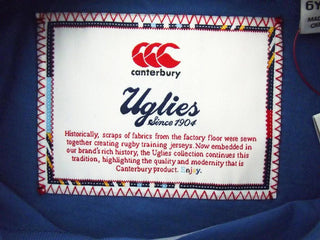 6Y
canterbury
Uglies
Since 1904
Historically, scraps of fabrics from the factory floor were sewn
together creating rugby training jerseys. Now embedded in
our brand's rich history, the Uglies collection continues this
tradition, highlighting the quality and modernity that is
Canterbury product. Enjoy.